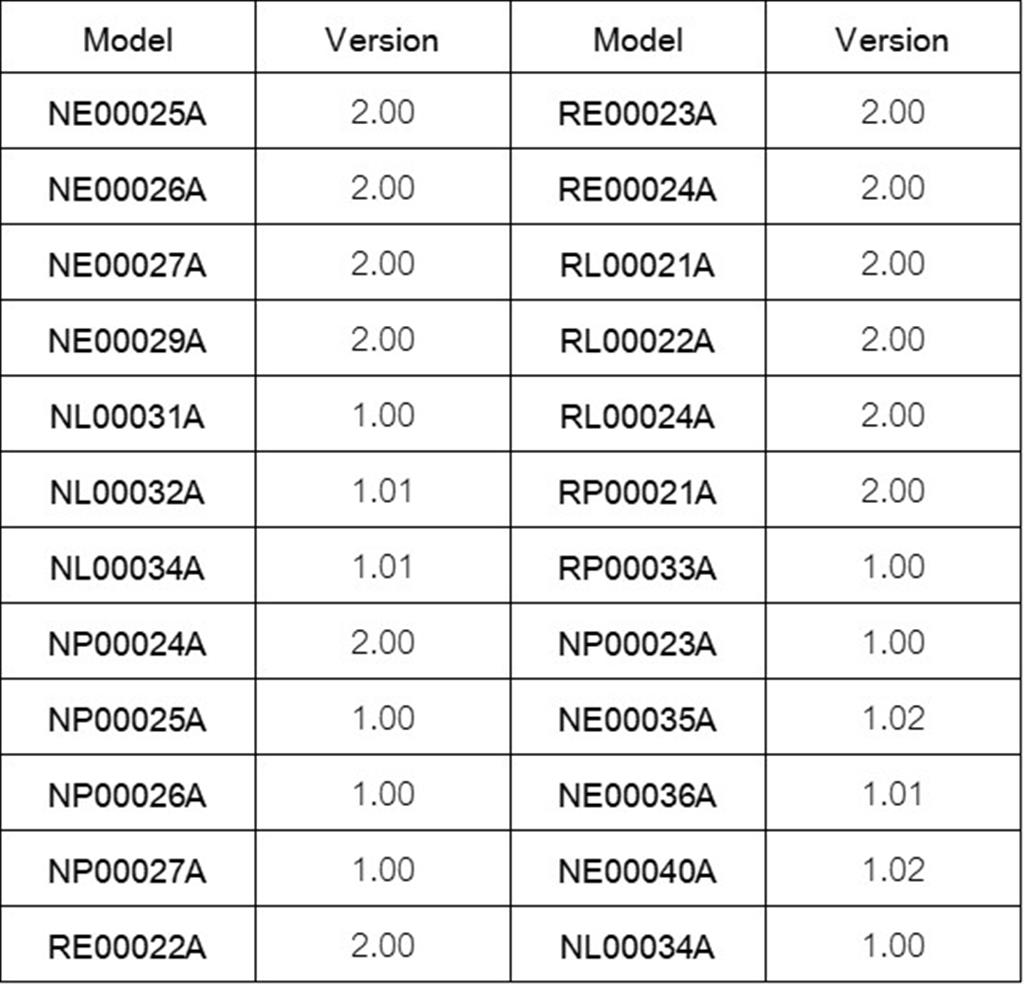 Model Version Model Version
NE00025A 2.00 RE00023A 2.00
NE00026A 2.00 RE00024A 2.00
NE00027A 2.00 RL00021A 2.00
NE00029A 2.00 RL00022A 2.00
NL00031A 1.00 RL00024A 2.00
NL00032A 1.01 RP00021A 2.00
NL00034A 1.01 RP00033A 1.00
NP00024A 2.00 NP00023A 1.00
NP00025A 1.00 NE00035A 1.02
NP00026A 1.00 NE00036A 1.01
NP00027A 1.00 NE00040A 1.02
RE00022A 2.00 NL00034A 1.00